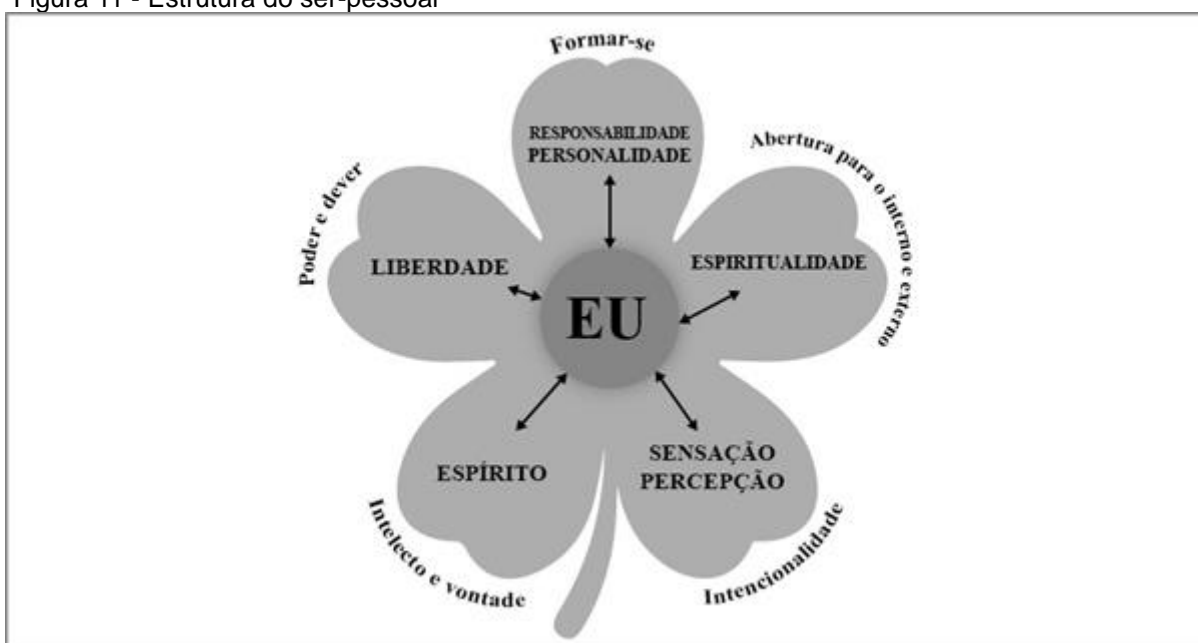 Figura 11 - Estrutura do ser-pessoal
Formar-se
RESPONSABILIDADE
PERSONALIDADE
Abertura para o interno e externo
ESPIRITUALIDADE
Poder e dever
LIBERDADE
EU
ESPÍRITO
SENSAÇÃO
PERCEPÇÃO
Intelecto e vontade
Intencionalidade